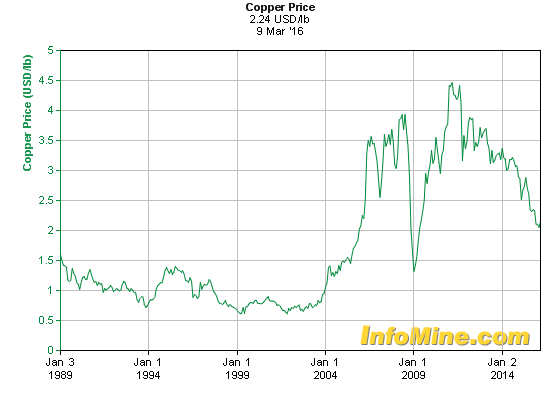 Copper Price
2.24 USD/lb
9 Mar '16
Copper Price (USD/lb)
5
4.5
4
3.5
3
2.5
2
1.5
1
0.5
0
InfoMine.com
Jan 3 Jan 1 Jan 1 Jan 1 Jan 1 Jan 2
1989 1994 1999 2004 2009 2014